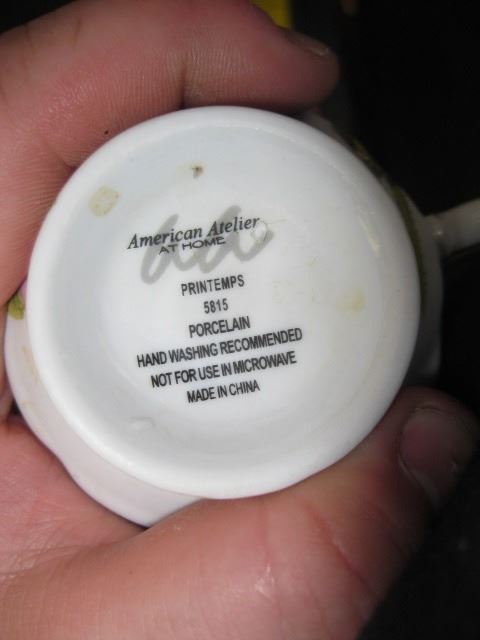 American Atelier
AT HOME
PRINTEMPS
5815
PORCELAIN
HAND WASHING RECOMMENDED
NOT FOR USE IN MICROWAVE
MADE IN CHINA